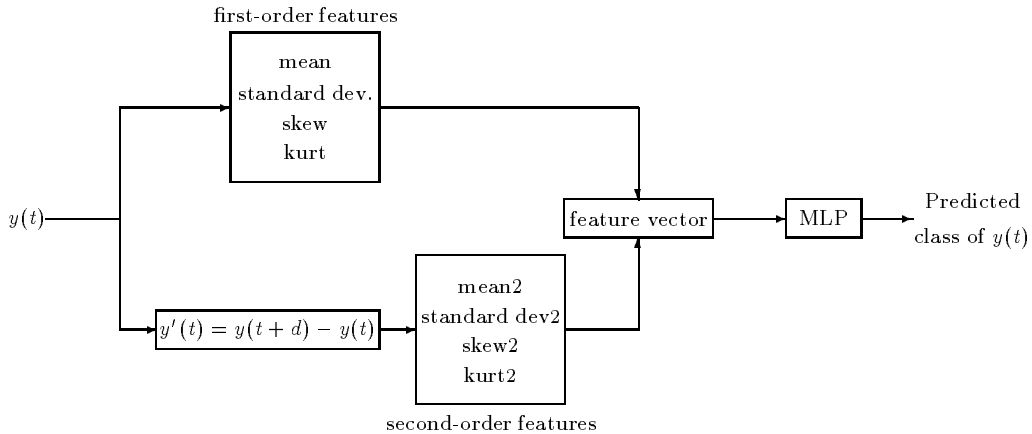 first-order features
mean
standard dev.
skew
kurt
y(t)
feature vector
MLP
Predicted
class of y(t)
y′(t) = y(t + d) − y(t)
mean2
standard dev2
skew2
kurt2
second-order features